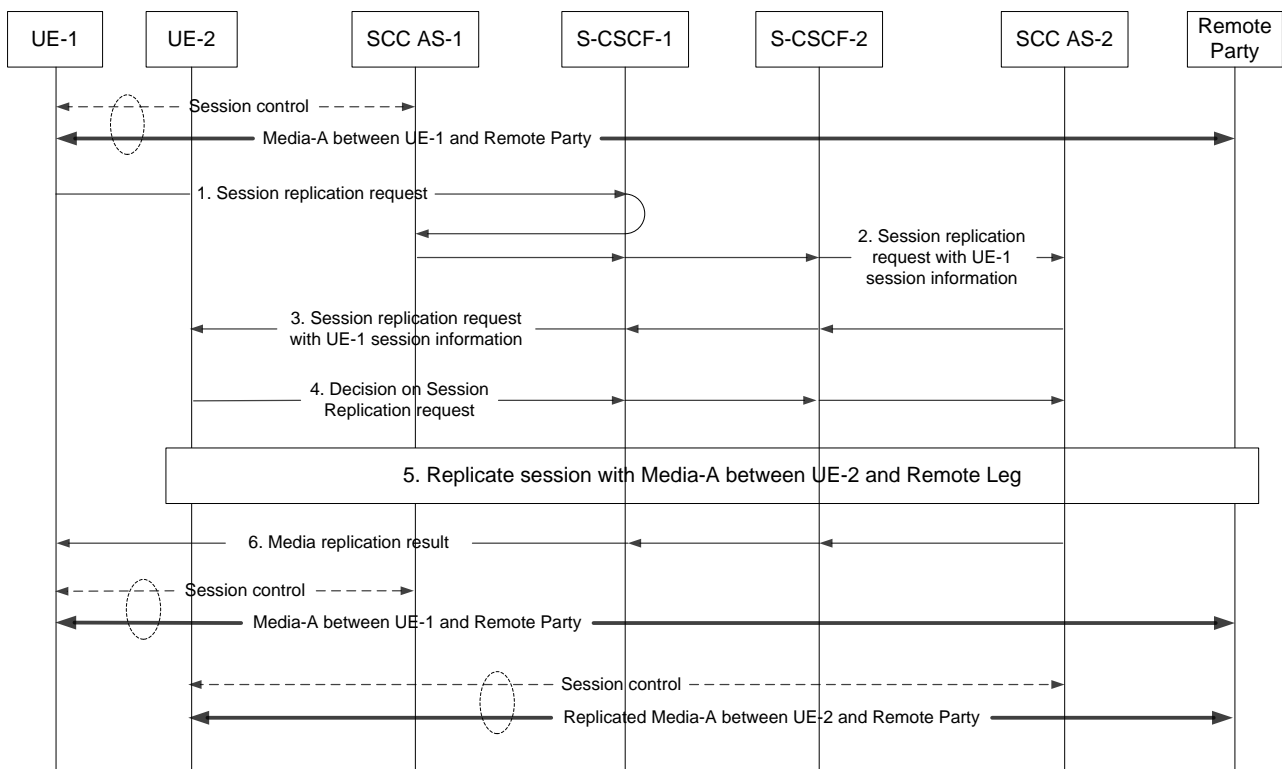 UE-1
UE-2
SCC AS-1
S-CSCF-1
S-CSCF-2
SCC AS-2
Remote
Party
Session control
Media-A between UE-1 and Remote Party
1. Session replication request
2. Session replication
request with UE-1
session information
3. Session replication request
with UE-1 session information
4. Decision on Session
Replication request
5. Replicate session with Media-A between UE-2 and Remote Leg
6. Media replication result
Session control
Media-A between UE-1 and Remote Party
Session control
Replicated Media-A between UE-2 and Remote Party